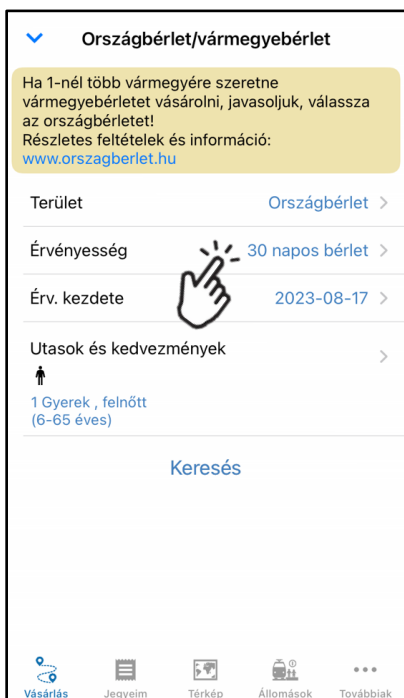 Országbérlet/vármegyebérlet
Ha 1-nél több vármegyére szeretne
vármegyebérletet vásárolni, javasoljuk, válassza
az országbérletet!
Részletes feltételek és információ:
www.orszagberlet.hu
Terület Országbérlet
Érvényesség 30 napos bérlet
Érv. kezdete 2023-08-17
Utasok és kedvezmények
1 Gyerek , felnőtt
(6-65 éves)
Keresés
Vásárlás Jegyeim Térkép Állomások Továbbiak